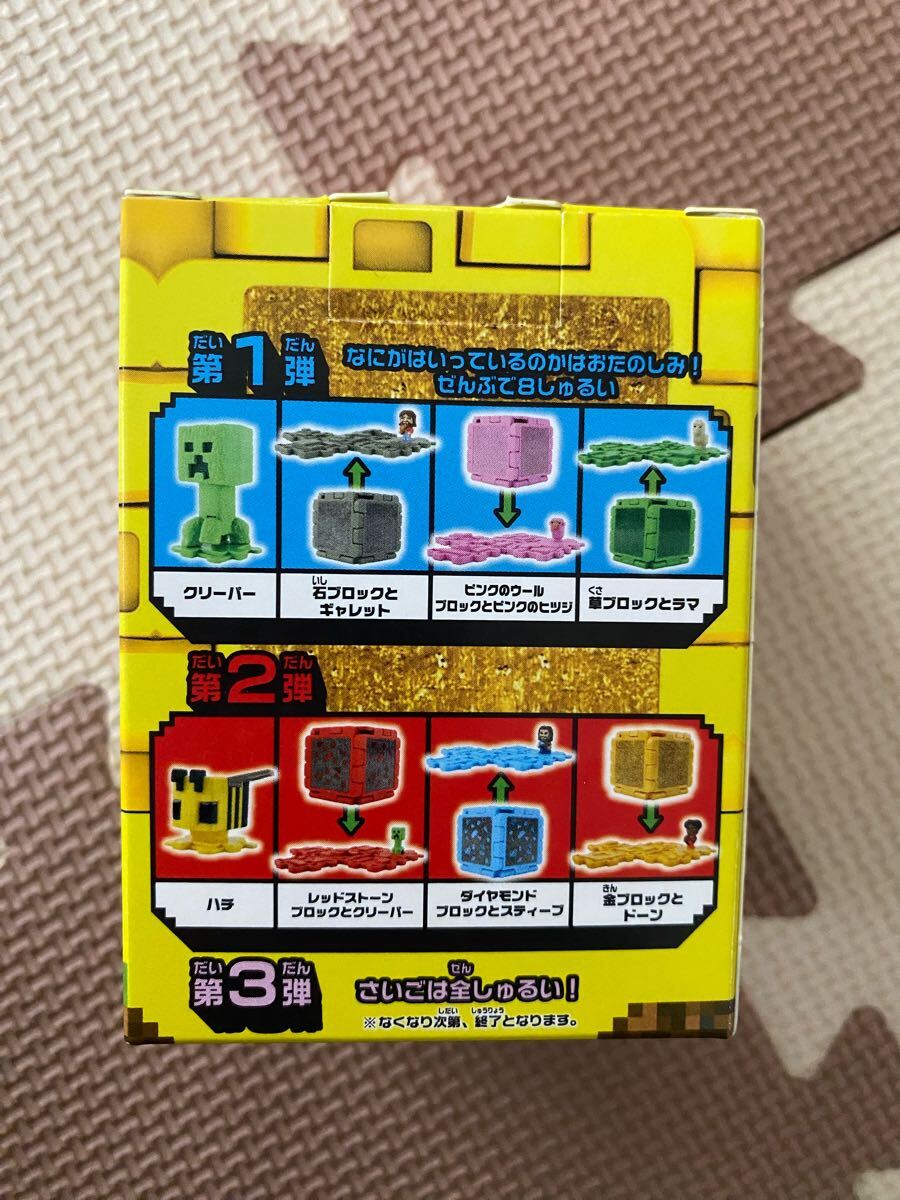 だい だん
第1弾
なにがはいっているのかはおたのしみ！
ぜんぶで8しゅるい
クリーパー
いし
石ブロックと
ギャレット
ピンクのウール
ブロックとピンクのヒツジ
くさ
草ブロックとラマ
だい だん
第2弾
ハチ
レッドストーン
ブロックとクリーパー
ダイヤモンド
ブロックとスティーブ
きん
金ブロックと
ドーン
だい だん
第3弾
ぜん
さいごは全しゅるい！
しだい しゅうりょう
※なくなり次第、終了となります。